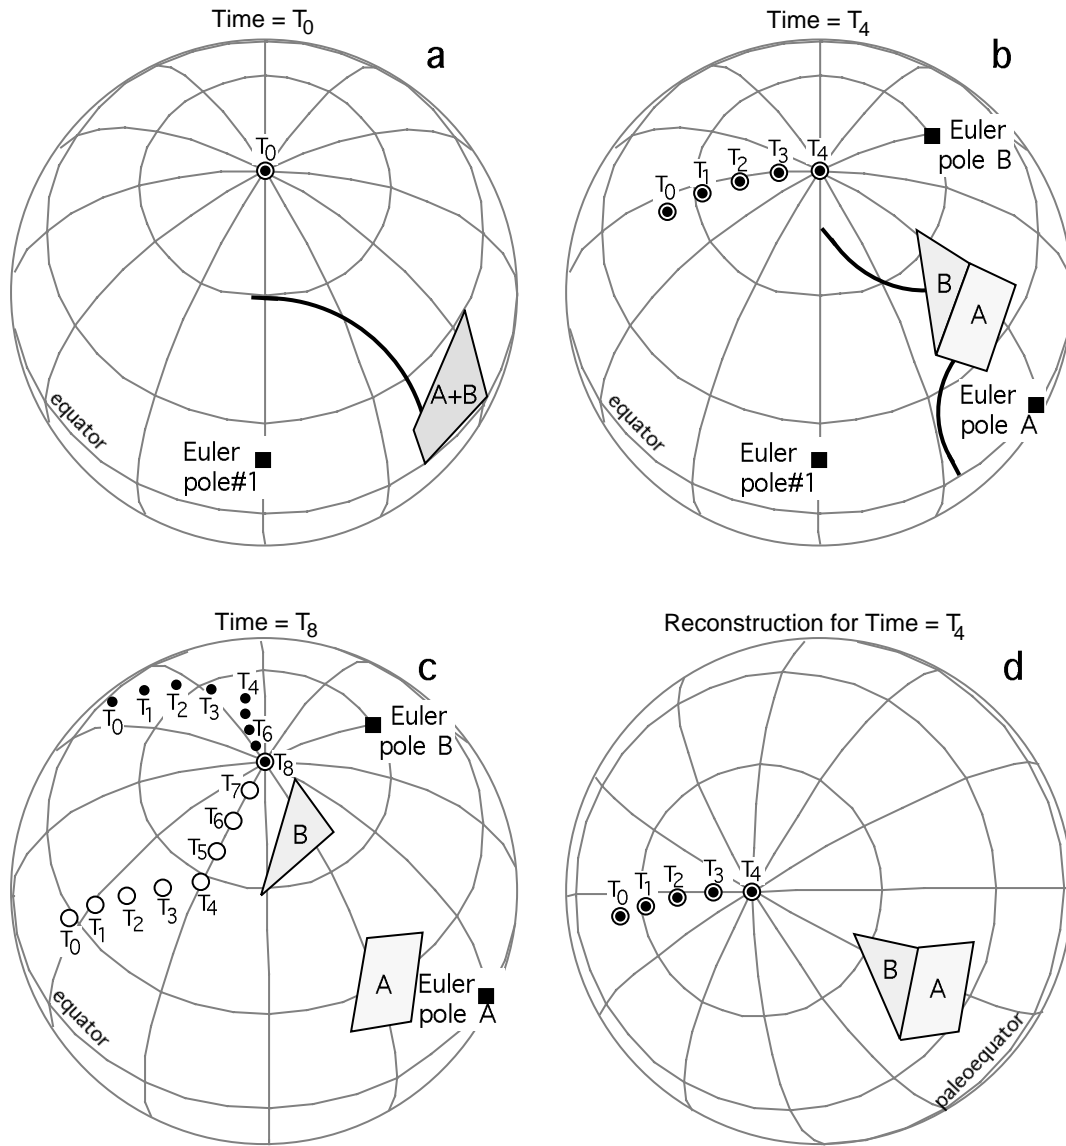 Time = T0
a
T0
A+B
equator
Euler
pole#1
Time = T4
b
Euler
pole B
T0
T1
T2
T3
T4
B
A
Euler
pole A
equator
Euler
pole#1
Time = T8
c
T0
T1
T2
T3
T4
T6
T8
Euler
pole B
T7
T6
T5
T4
T3
T2
T1
T0
B
A
Euler
pole A
equator
Reconstruction for Time = T4
d
T0
T1
T2
T3
T4
B
A
paleoequator